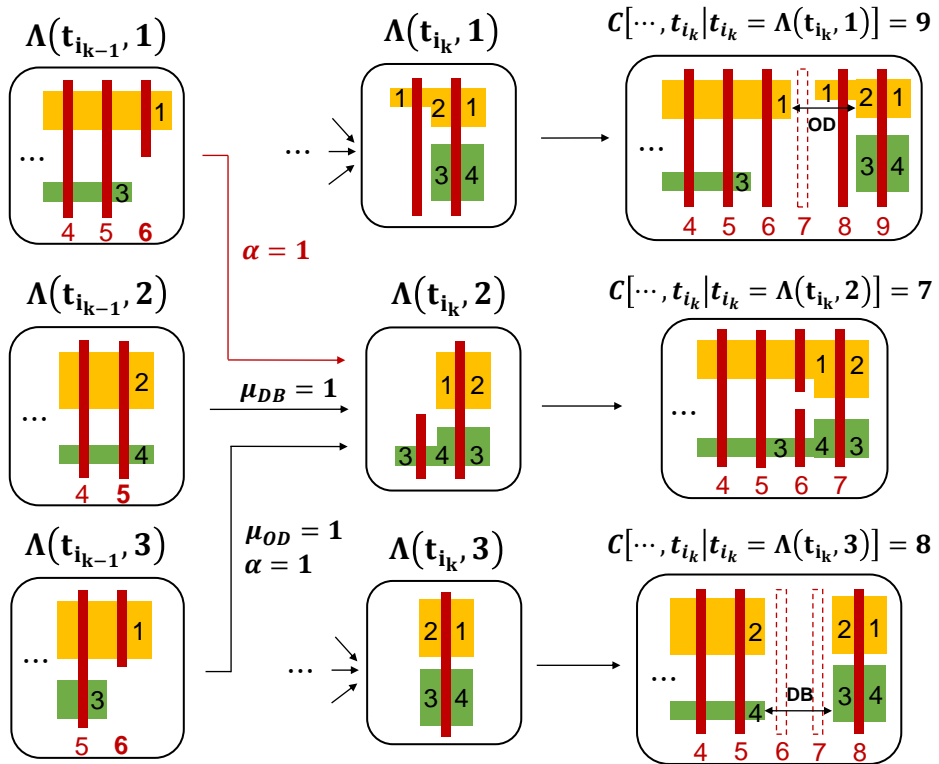 Λ(t_{i_{k−1}}, 1)
Λ(t_{i_k}, 1)
C[⋯, t_{i_k}|t_{i_k} = Λ(t_{i_k}, 1)] = 9
1
...
3
4 5 6
...
1 2 1
3 4
1 1 2 1
OD
...
3
3 4
4 5 6 7 8 9
α = 1
Λ(t_{i_{k−1}}, 2)
Λ(t_{i_k}, 2)
C[⋯, t_{i_k}|t_{i_k} = Λ(t_{i_k}, 2)] = 7
2
...
4
4 5
μ_{DB} = 1
1 2
3 4 3
1 2
...
3 4 3
4 5 6 7
Λ(t_{i_{k−1}}, 3)
μ_{OD} = 1
α = 1
Λ(t_{i_k}, 3)
C[⋯, t_{i_k}|t_{i_k} = Λ(t_{i_k}, 3)] = 8
1
...
3
5 6
...
2 1
3 4
2 2 1
...
DB
4 3 4
4 5 6 7 8